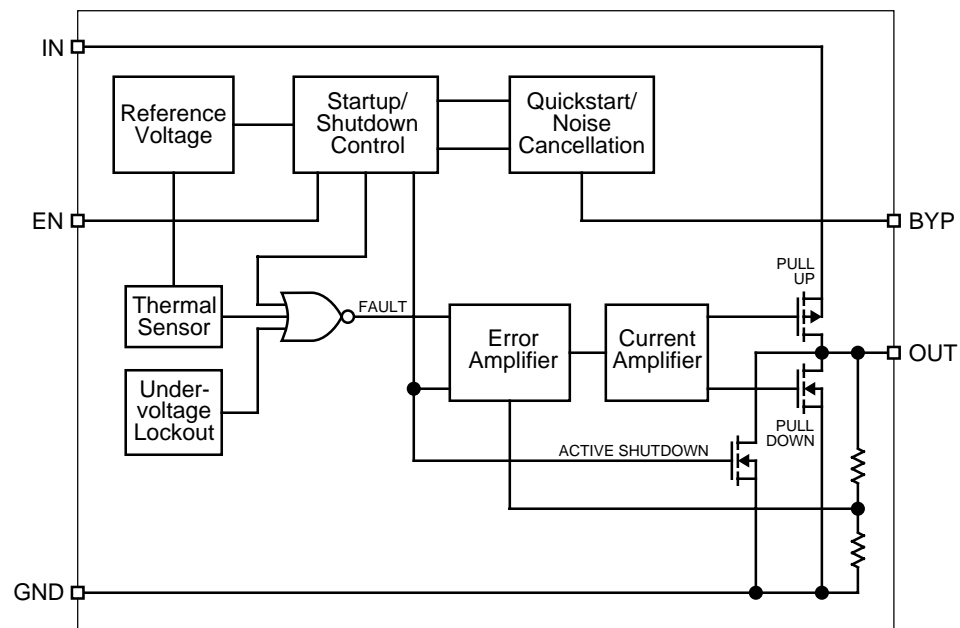 IN
Reference
Voltage
Startup/
Shutdown
Control
Quickstart/
Noise
Cancellation
EN
BYP
PULL
UP
Thermal
Sensor
FAULT
Error
Amplifier
Current
Amplifier
OUT
Under-
voltage
Lockout
PULL
DOWN
ACTIVE SHUTDOWN
GND